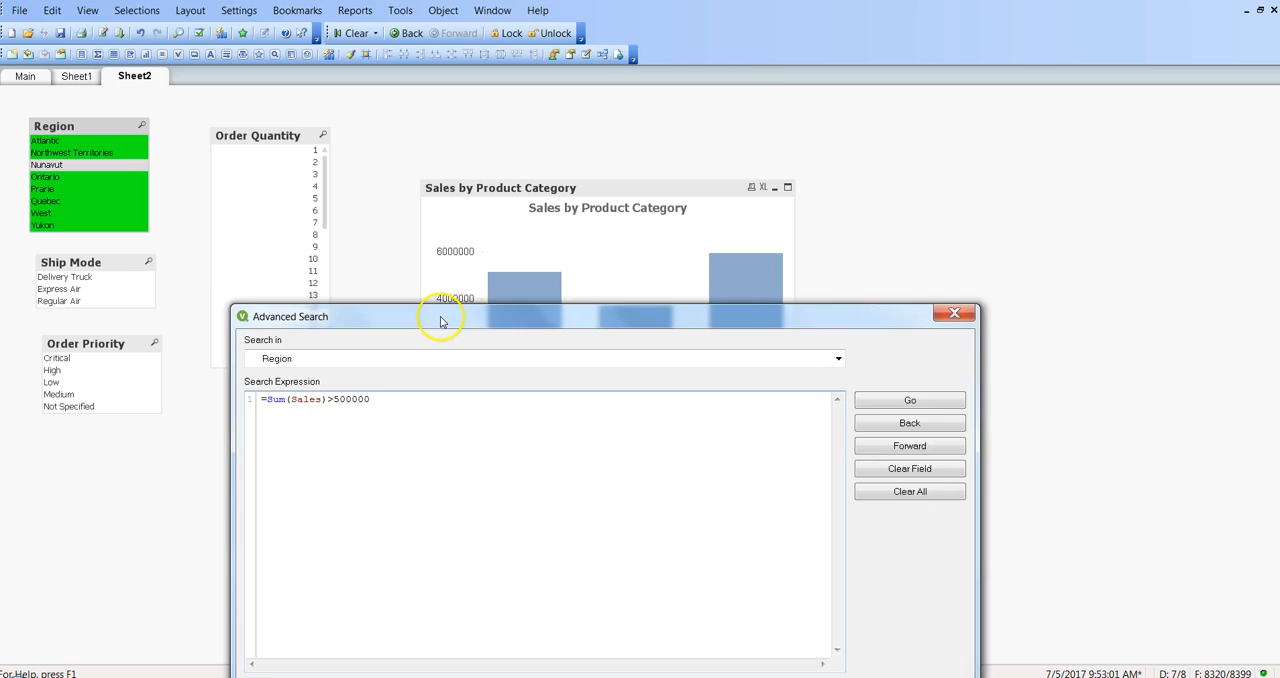 File Edit View Selections Layout Settings Bookmarks Reports Tools Object Window Help
Clear Back Forward Lock Unlock
Main Sheet1 Sheet2
Region
Atlantic
Northwest Territories
Nunavut
Ontario
Prarie
Quebec
West
Yukon
Ship Mode
Delivery Truck
Express Air
Regular Air
Order Priority
Critical
High
Low
Medium
Not Specified
Order Quantity
1
2
3
4
5
6
7
8
9
10
11
12
13
Sales by Product Category XL
Sales by Product Category
6000000
4000000
Advanced Search
Search in
Region
Search Expression
1 =Sum(Sales)>500000
Go
Back
Forward
Clear Field
Clear All
For Help, press F1 7/5/2017 9:53:01 AM* D: 7/8 F: 8320/8399